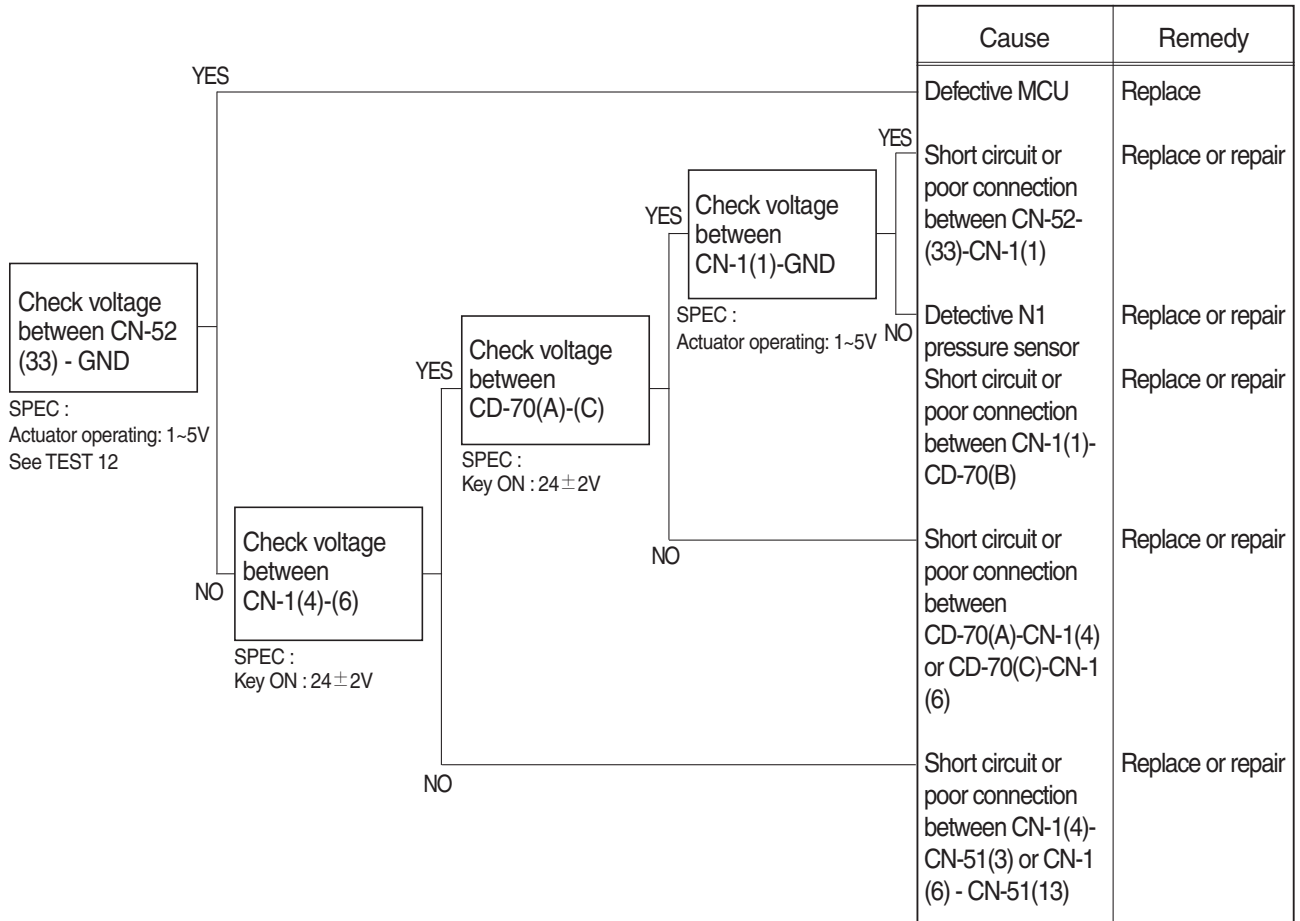 Cause
Remedy
YES
Defective MCU
Replace
YES
Short circuit or
poor connection
between CN-52-
(33)-CN-1(1)
Replace or repair
YES
Check voltage
between
CN-1(1)-GND
SPEC :
Actuator operating: 1~5V
NO
Detective N1
pressure sensor
Replace or repair
Short circuit or
poor connection
between CN-1(1)-
CD-70(B)
Replace or repair
Check voltage
between CN-52
(33) - GND
SPEC :
Actuator operating: 1~5V
See TEST 12
YES
Check voltage
between
CD-70(A)-(C)
SPEC :
Key ON : 24±2V
NO
Short circuit or
poor connection
between
CD-70(A)-CN-1(4)
or CD-70(C)-CN-1
(6)
Replace or repair
NO
Check voltage
between
CN-1(4)-(6)
SPEC :
Key ON : 24±2V
NO
Short circuit or
poor connection
between CN-1(4)-
CN-51(3) or CN-1
(6) - CN-51(13)
Replace or repair